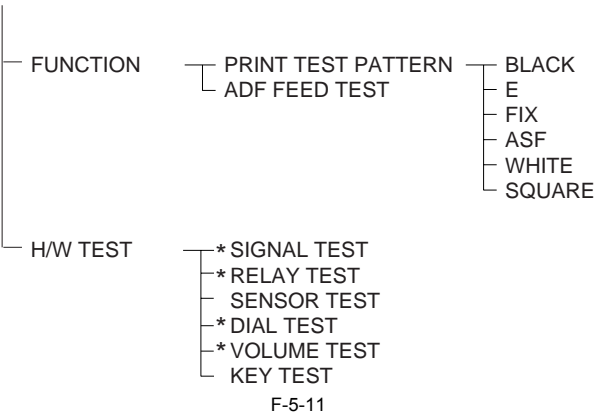 FUNCTION PRINT TEST PATTERN BLACK
ADF FEED TEST E
FIX
ASF
WHITE
SQUARE
H/W TEST * SIGNAL TEST
* RELAY TEST
SENSOR TEST
* DIAL TEST
* VOLUME TEST
KEY TEST
F-5-11